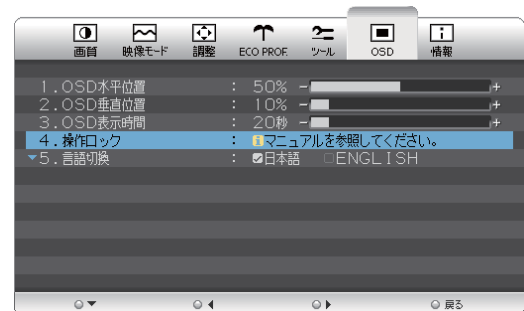 画質 映像モード 調整 ECO PROF. ツール OSD 情報
1.OSD水平位置 : 50% − +
2.OSD垂直位置 : 10% − +
3.OSD表示時間 : 20秒 − +
4.操作ロック : マニュアルを参照してください。
▼5.言語切換 : ☑日本語 □ENGLISH
○▼ ○◀ ○▶ ○戻る